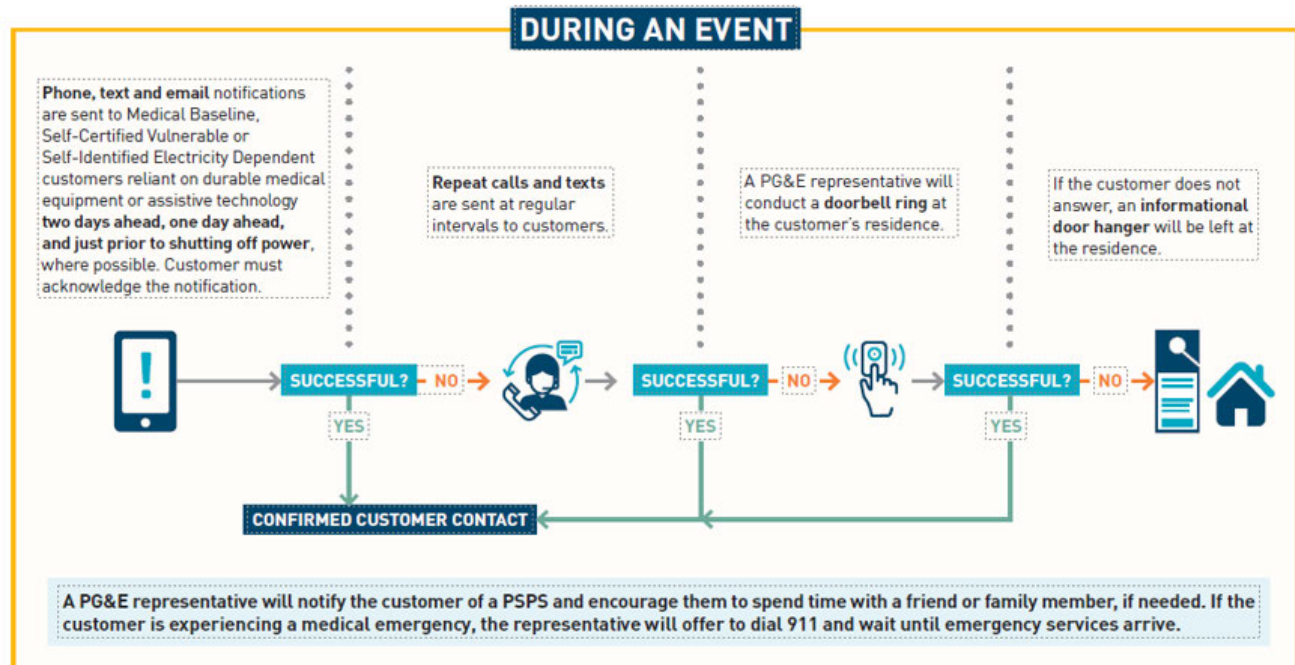 DURING AN EVENT
Phone, text and email notifications
are sent to Medical Baseline,
Self-Certified Vulnerable or
Self-Identified Electricity Dependent
customers reliant on durable medical
equipment or assistive technology
two days ahead, one day ahead,
and just prior to shutting off power,
where possible. Customer must
acknowledge the notification.
Repeat calls and texts
are sent at regular
intervals to customers.
A PG&E representative will
conduct a doorbell ring at
the customer's residence.
If the customer does not
answer, an informational
door hanger will be left at
the residence.
SUCCESSFUL?
NO
SUCCESSFUL?
NO
SUCCESSFUL?
NO
YES
YES
YES
CONFIRMED CUSTOMER CONTACT
A PG&E representative will notify the customer of a PSPS and encourage them to spend time with a friend or family member, if needed. If the
customer is experiencing a medical emergency, the representative will offer to dial 911 and wait until emergency services arrive.